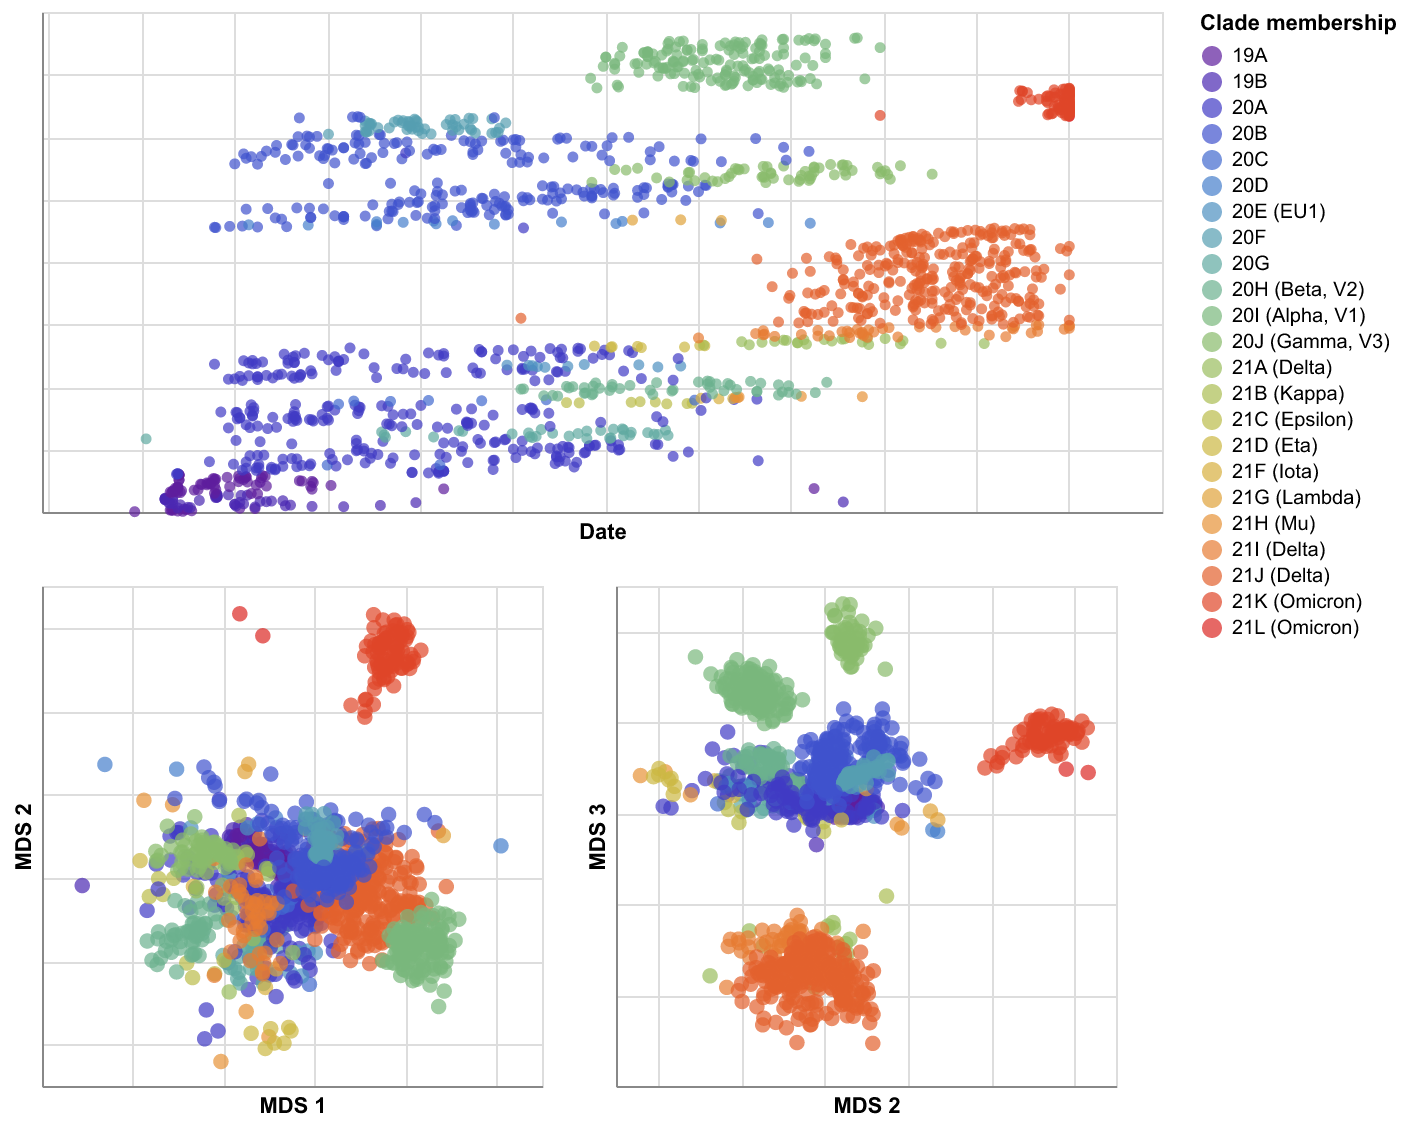 Clade membership
19A
19B
20A
20B
20C
20D
20E (EU1)
20F
20G
20H (Beta, V2)
20I (Alpha, V1)
20J (Gamma, V3)
21A (Delta)
21B (Kappa)
21C (Epsilon)
21D (Eta)
21F (Iota)
21G (Lambda)
21H (Mu)
21I (Delta)
21J (Delta)
21K (Omicron)
21L (Omicron)
Date
MDS 2
MDS 1
MDS 3
MDS 2